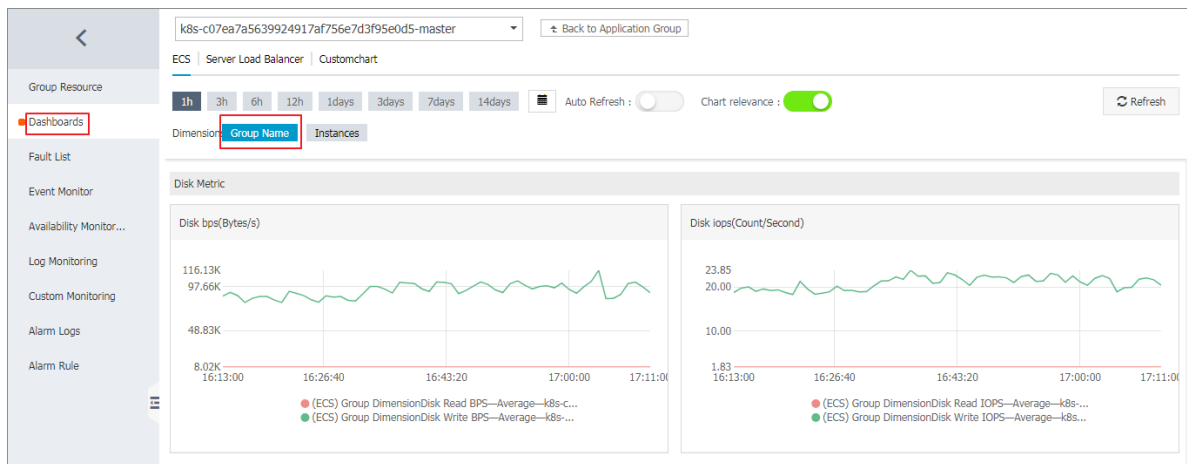 k8s-c07ea7a5639924917af756e7d3f95e0d5-master
Back to Application Group
ECS
Server Load Balancer
Customchart
Group Resource
Dashboards
Fault List
Event Monitor
Availability Monitor...
Log Monitoring
Custom Monitoring
Alarm Logs
Alarm Rule
1h 3h 6h 12h 1days 3days 7days 14days
Auto Refresh :
Chart relevance :
Refresh
Dimension: Group Name Instances
Disk Metric
Disk bps(Bytes/s)
116.13K
97.66K
48.83K
8.02K
16:13:00 16:26:40 16:43:20 17:00:00 17:11:00
(ECS) Group DimensionDisk Read BPS—Average—k8s-c...
(ECS) Group DimensionDisk Write BPS—Average—k8s-...
Disk iops(Count/Second)
23.85
20.00
10.00
1.83
16:13:00 16:26:40 16:43:20 17:00:00 17:11:00
(ECS) Group DimensionDisk Read IOPS—Average—k8s-...
(ECS) Group DimensionDisk Write IOPS—Average—k8s...